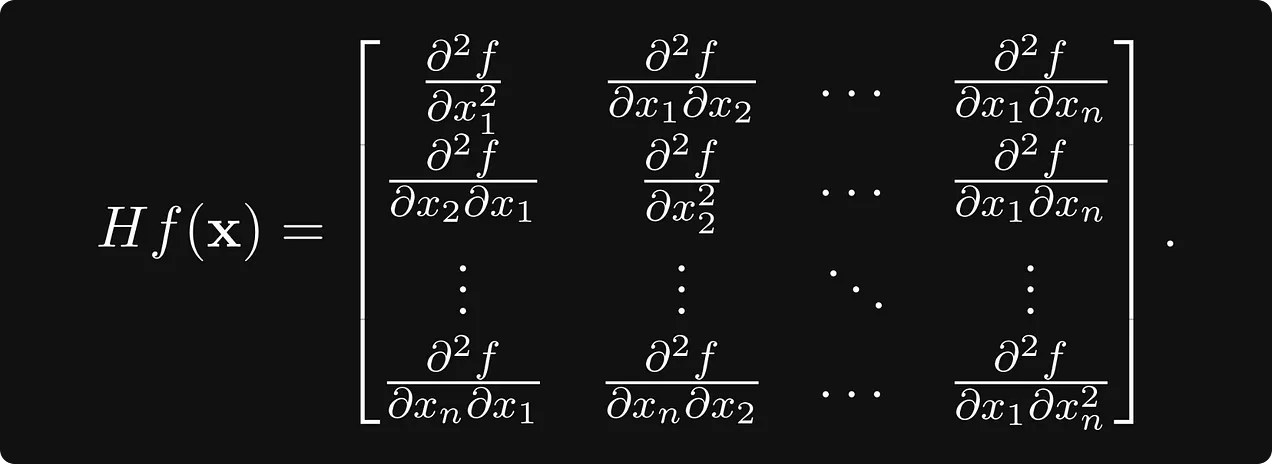 Hf(𝐱) = [ ∂²f/∂x₁² ∂²f/∂x₁∂x₂ … ∂²f/∂x₁∂xₙ
∂²f/∂x₂∂x₁ ∂²f/∂x₂² … ∂²f/∂x₁∂xₙ
⋮ ⋮ ⋱ ⋮
∂²f/∂xₙ∂x₁ ∂²f/∂xₙ∂x₂ … ∂²f/∂x₁∂xₙ² ] .